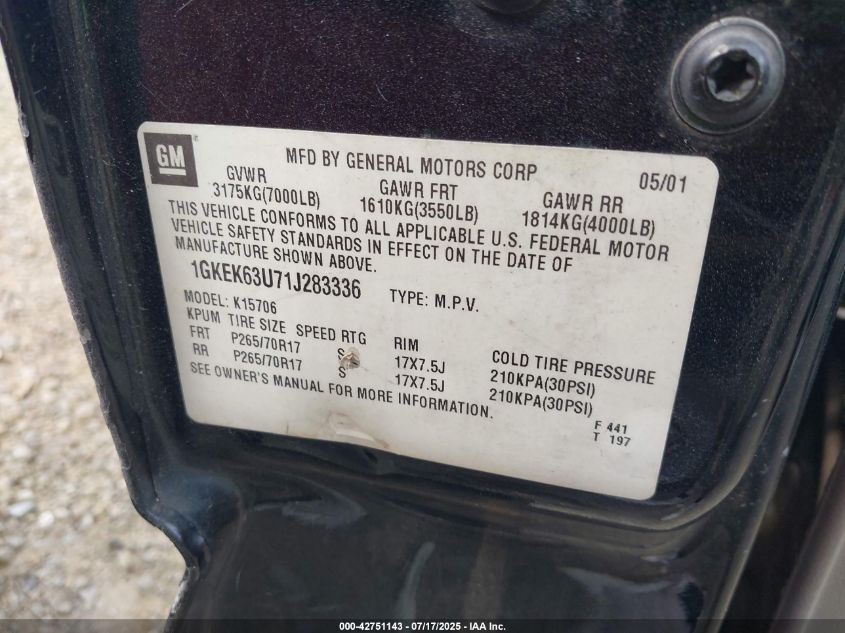 GM
MFD BY GENERAL MOTORS CORP 05/01
GVWR GAWR FRT GAWR RR
3175KG(7000LB) 1610KG(3550LB) 1814KG(4000LB)
THIS VEHICLE CONFORMS TO ALL APPLICABLE U.S. FEDERAL MOTOR
VEHICLE SAFETY STANDARDS IN EFFECT ON THE DATE OF
MANUFACTURE SHOWN ABOVE.
1GKEK63U71J283336 TYPE: M.P.V.
MODEL: K15706
KPUM TIRE SIZE SPEED RTG RIM COLD TIRE PRESSURE
FRT P265/70R17 S 17X7.5J 210KPA(30PSI)
RR P265/70R17 S 17X7.5J 210KPA(30PSI)
SEE OWNER'S MANUAL FOR MORE INFORMATION.
F 441
T 197
000-42751143 - 07/17/2025 - IAA Inc.